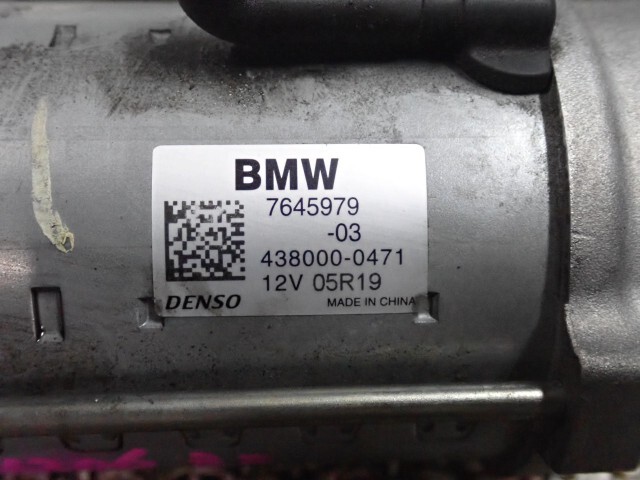 BMW
7645979
-03
438000-0471
12V 05R19
DENSO MADE IN CHINA